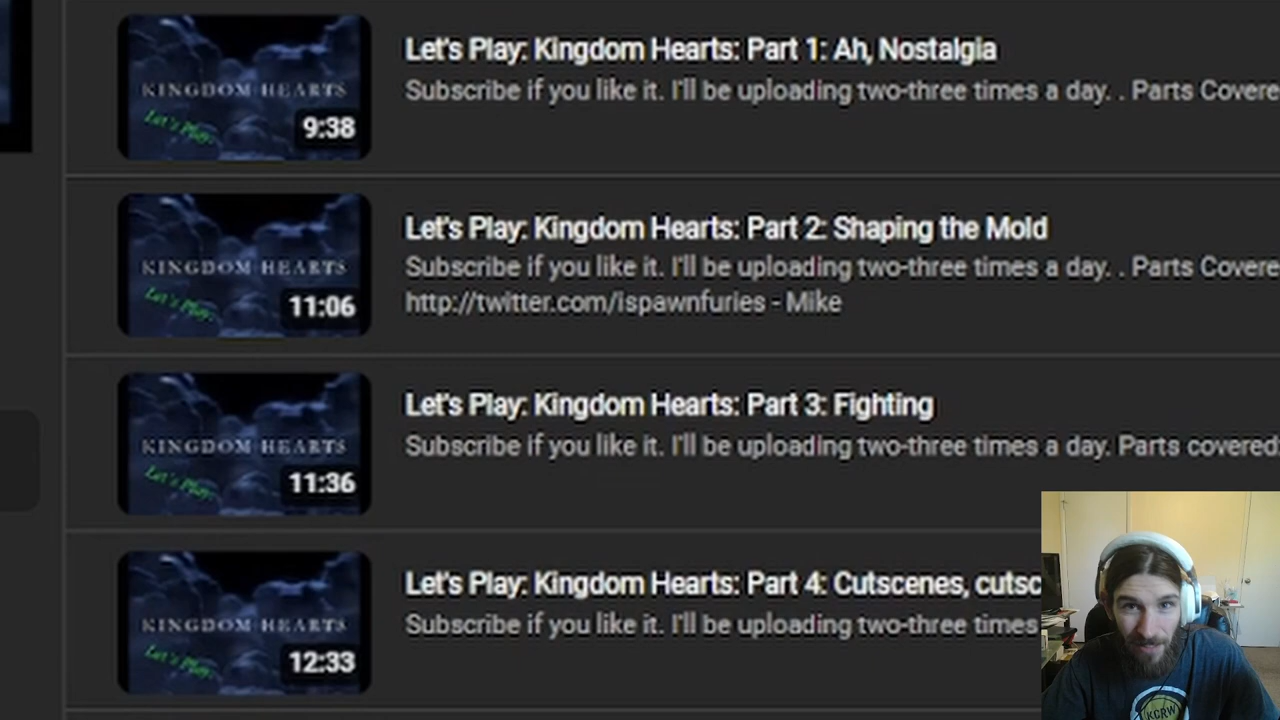 KINGDOM HEARTS
Let's Play:
9:38
Let's Play: Kingdom Hearts: Part 1: Ah, Nostalgia
Subscribe if you like it. I'll be uploading two-three times a day. . Parts Covere
KINGDOM HEARTS
Let's Play:
11:06
Let's Play: Kingdom Hearts: Part 2: Shaping the Mold
Subscribe if you like it. I'll be uploading two-three times a day. . Parts Covere
http://twitter.com/ispawnfuries - Mike
KINGDOM HEARTS
Let's Play:
11:36
Let's Play: Kingdom Hearts: Part 3: Fighting
Subscribe if you like it. I'll be uploading two-three times a day. Parts covered:
KINGDOM HEARTS
Let's Play:
12:33
Let's Play: Kingdom Hearts: Part 4: Cutscenes, cutsc
Subscribe if you like it. I'll be uploading two-three times
KCRW